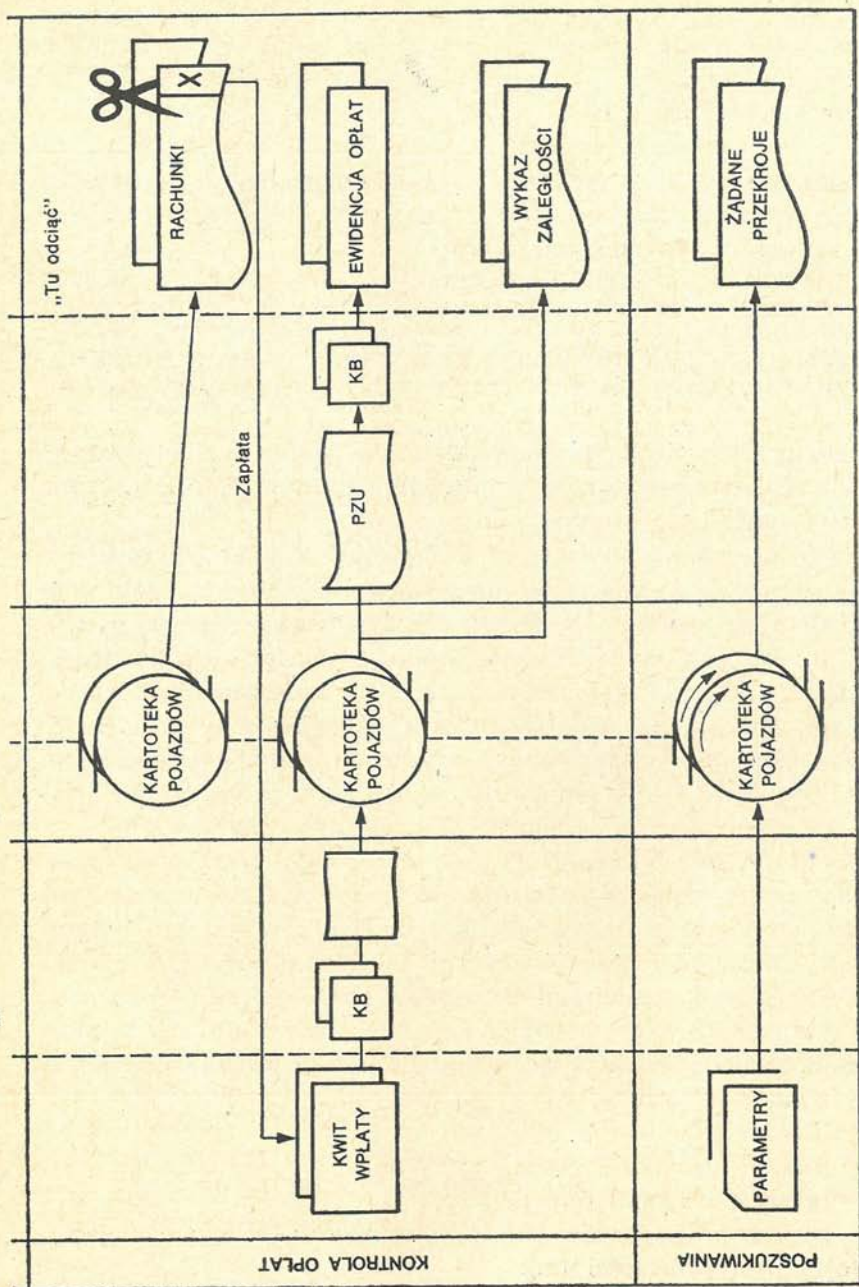 KONTROLA OPŁAT
„Tu odciąć”
KARTOTEKA
POJAZDÓW
RACHUNKI
X
Zapłata
KWIT
WPŁATY
KB
KARTOTEKA
POJAZDÓW
PZU
KB
EWIDENCJA OPŁAT
WYKAZ
ZALEGŁOŚCI
POSZUKIWANIA
PARAMETRY
KARTOTEKA
POJAZDÓW
ŻĄDANE
PRZEKROJE